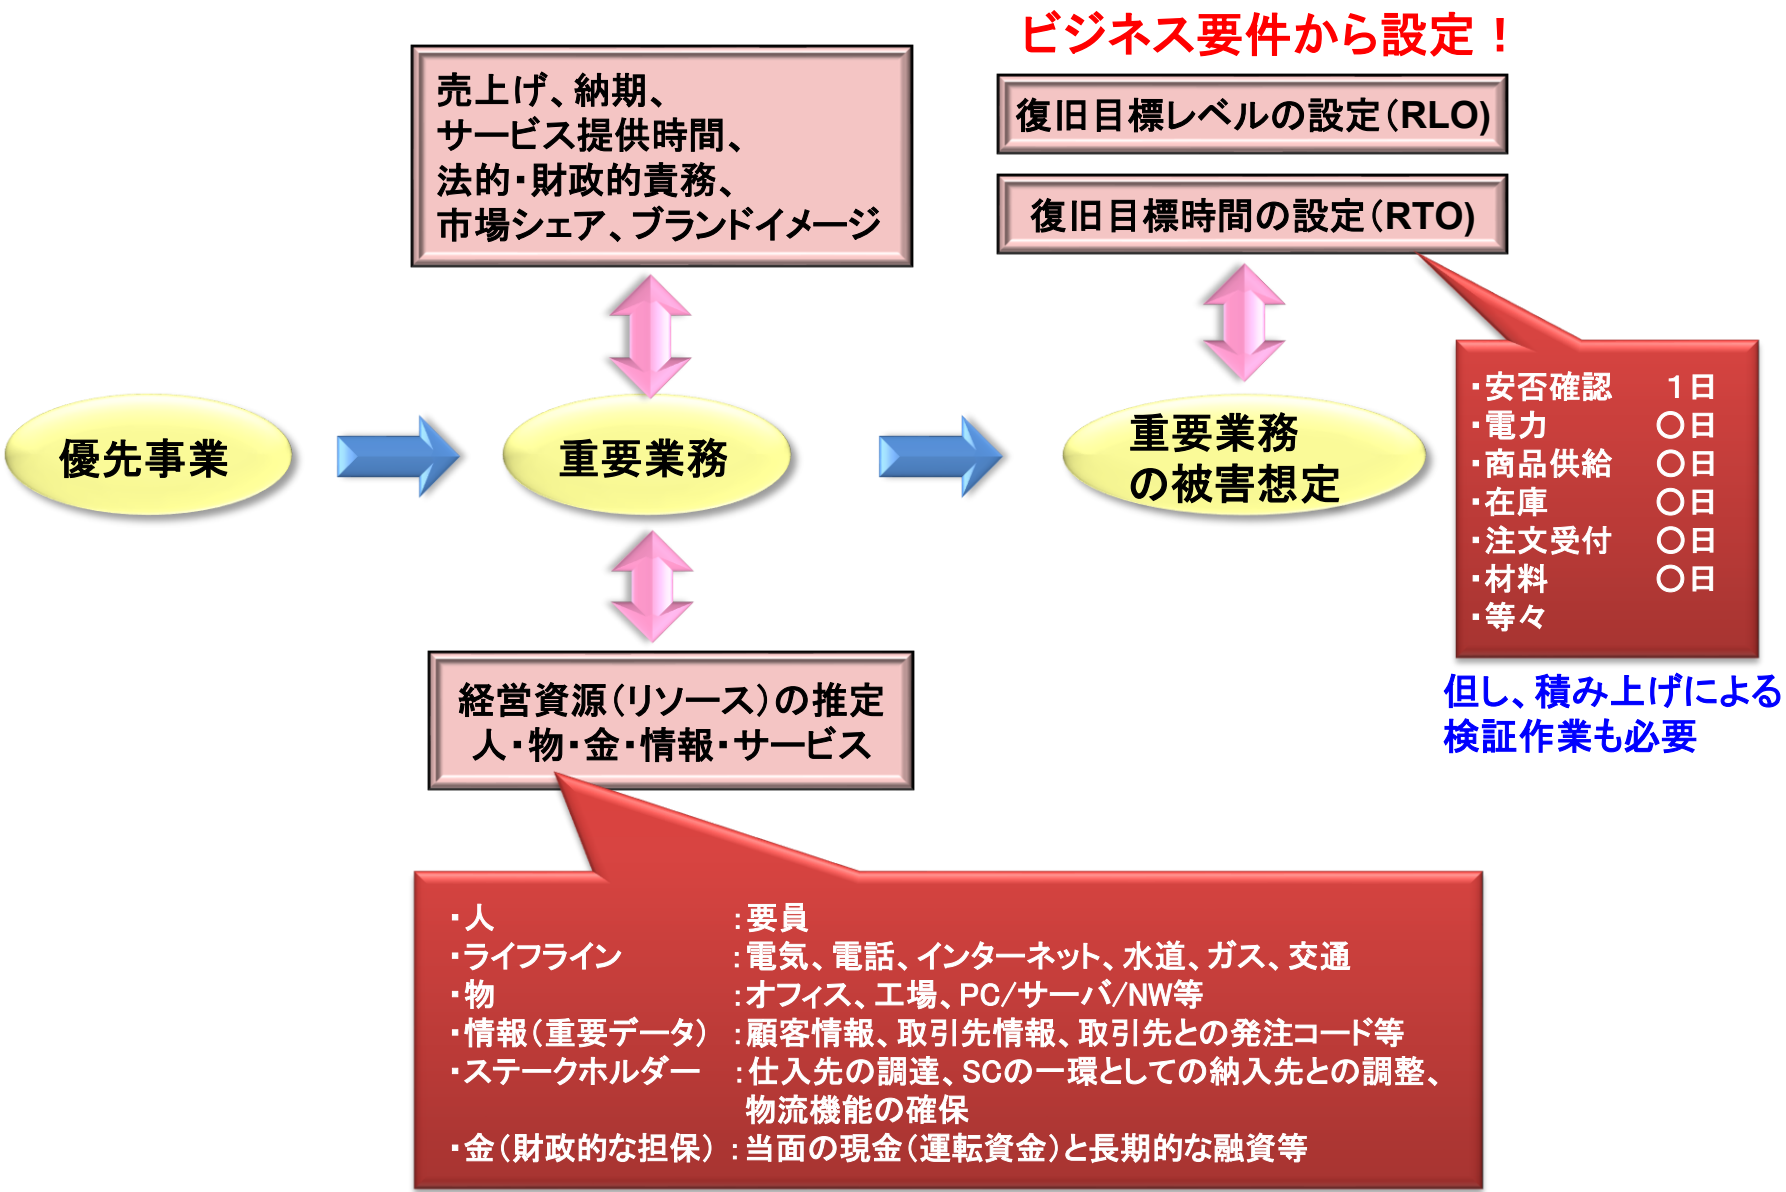 ビジネス要件から設定！
売上げ、納期、
サービス提供時間、
法的・財政的責務、
市場シェア、ブランドイメージ
復旧目標レベルの設定(RLO)
復旧目標時間の設定(RTO)
優先事業
重要業務
重要業務
の被害想定
・安否確認 １日
・電力 〇日
・商品供給 〇日
・在庫 〇日
・注文受付 〇日
・材料 〇日
・等々
但し、積み上げによる
検証作業も必要
経営資源(リソース)の推定
人・物・金・情報・サービス
・人 ：要員
・ライフライン ：電気、電話、インターネット、水道、ガス、交通
・物 ：オフィス、工場、PC/サーバ/NW等
・情報(重要データ) ：顧客情報、取引先情報、取引先との発注コード等
・ステークホルダー ：仕入先の調達、SCの一環としての納入先との調整、
物流機能の確保
・金(財政的な担保) ：当面の現金(運転資金)と長期的な融資等